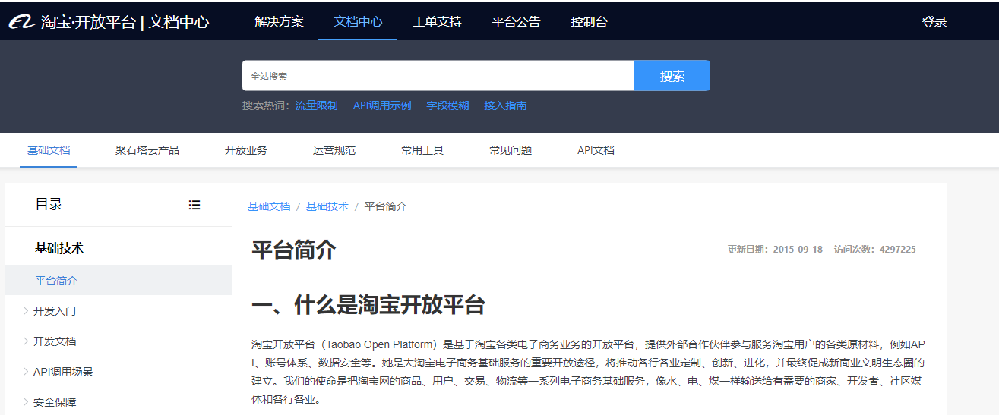 淘宝·开放平台 | 文档中心 解决方案 文档中心 工单支持 平台公告 控制台 登录
全站搜索 搜索
搜索热词： 流量限制 API调用示例 字段模糊 接入指南
基础文档 聚石塔云产品 开放业务 运营规范 常用工具 常见问题 API文档
目录
基础技术
平台简介
开发入门
开发文档
API调用场景
安全保障
基础文档 / 基础技术 / 平台简介
平台简介
更新日期：2015-09-18 访问次数：4297225
一、什么是淘宝开放平台
淘宝开放平台（Taobao Open Platform）是基于淘宝各类电子商务业务的开放平台，提供外部合作伙伴参与服务淘宝用户的各类原材料，例如AP
I、账号体系、数据安全等。她是大淘宝电子商务基础服务的重要开放途径，将推动各行各业定制、创新、进化，并最终促成新商业文明生态圈的
建立。我们的使命是把淘宝网的商品、用户、交易、物流等一系列电子商务基础服务，像水、电、煤一样输送给有需要的商家、开发者、社区媒
体和各行各业。